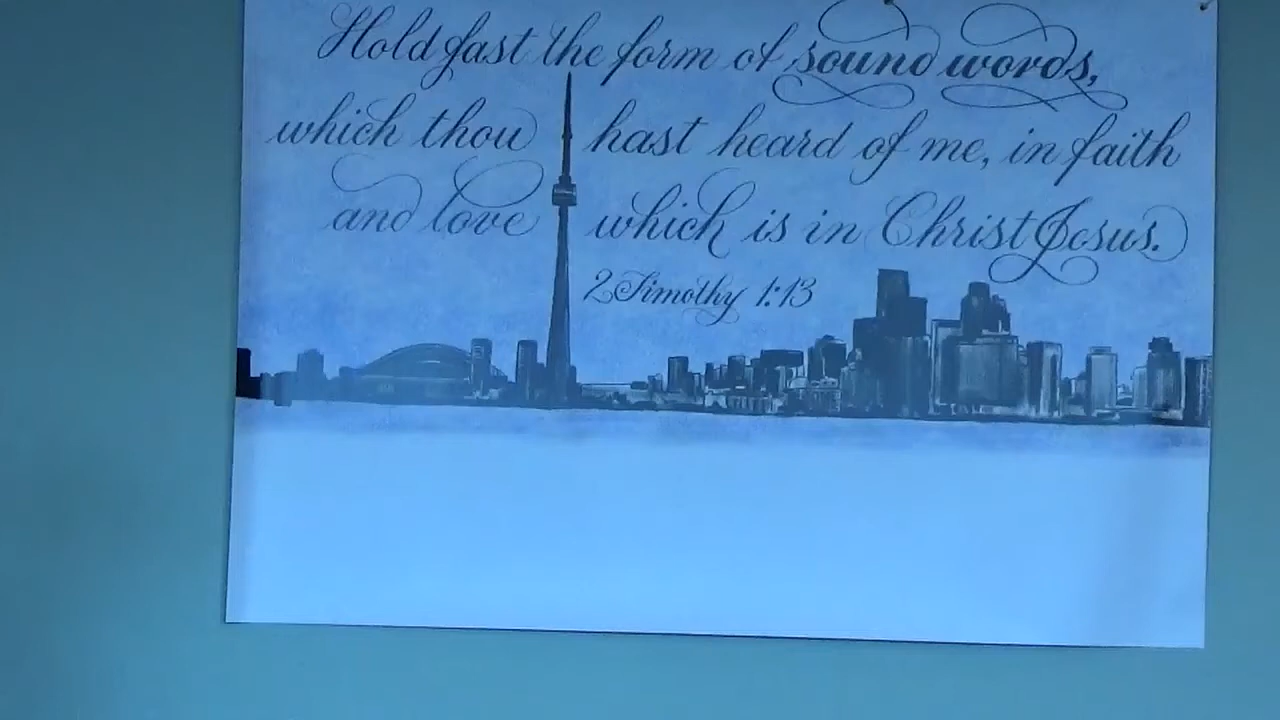 Hold fast the form of sound words,
which thou hast heard of me, in faith
and love which is in Christ Jesus.
2 Timothy 1:13